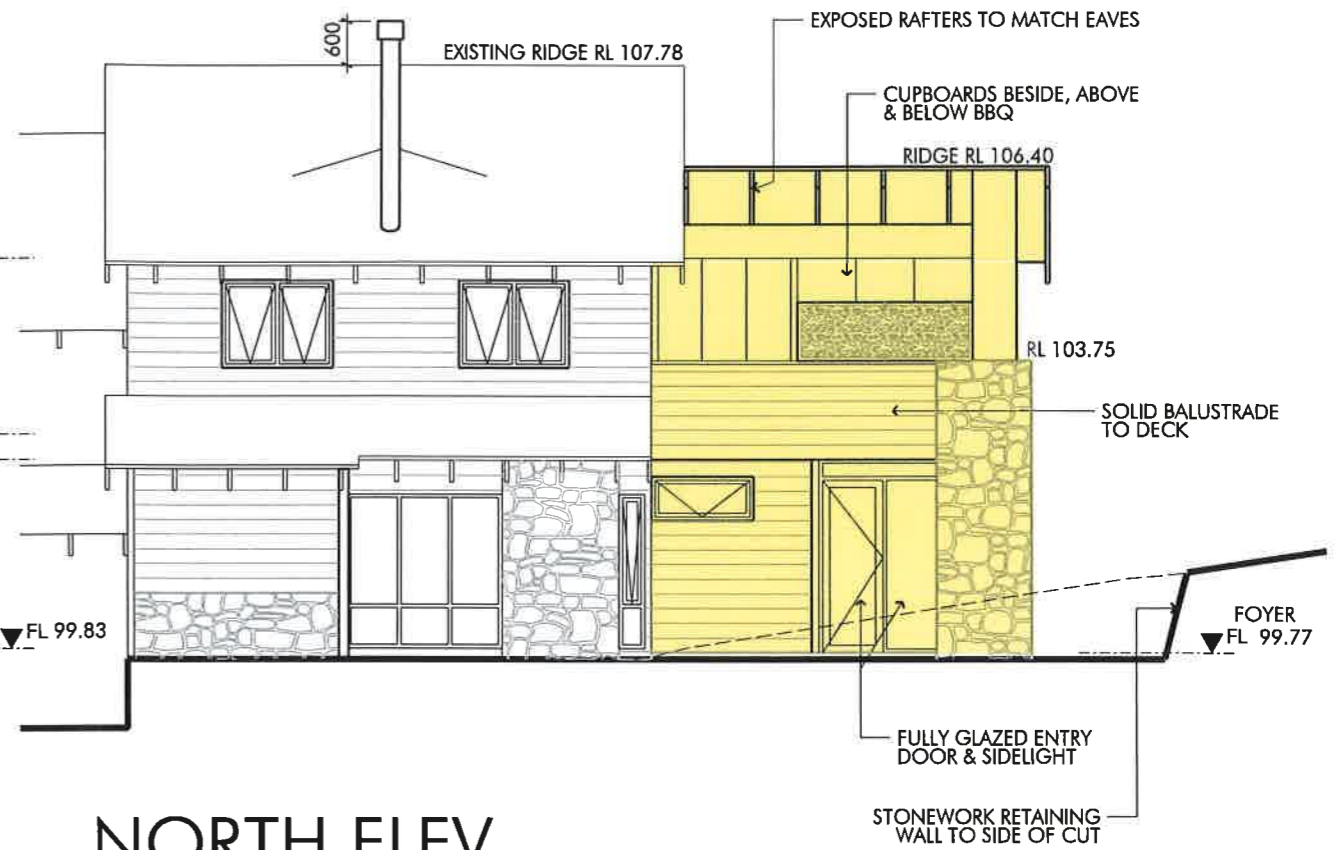 EXPOSED RAFTERS TO MATCH EAVES
600
EXISTING RIDGE RL 107.78
CUPBOARDS BESIDE, ABOVE
& BELOW BBQ
RIDGE RL 106.40
RL 103.75
SOLID BALUSTRADE
TO DECK
FL 99.83
FOYER
FL 99.77
FULLY GLAZED ENTRY
DOOR & SIDELIGHT
STONEWORK RETAINING
WALL TO SIDE OF CUT
NORTH ELEV